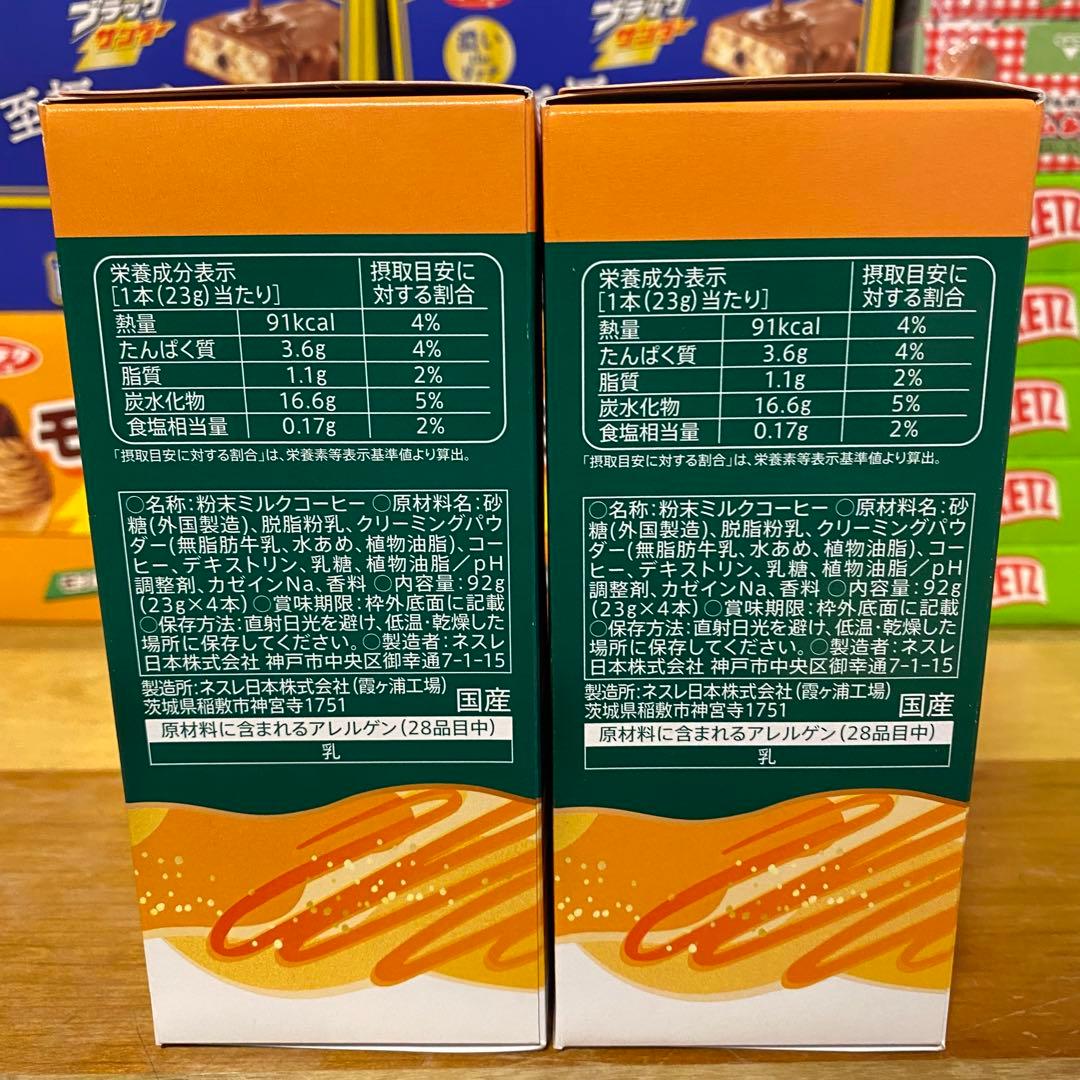 ブラック
サンダー
ブラック
サンダー
至
濃い
RETZ
RETZ
RETZ
RETZ
RETZ
モ
栄養成分表示
[1本(23g)当たり]
摂取目安に
対する割合
熱量 91kcal 4%
たんぱく質 3.6g 4%
脂質 1.1g 2%
炭水化物 16.6g 5%
食塩相当量 0.17g 2%
「摂取目安に対する割合」は、栄養素等表示基準値より算出。
○名称:粉末ミルクコーヒー ○原材料名:砂
糖(外国製造)、脱脂粉乳、クリーミングパウ
ダー(無脂肪牛乳、水あめ、植物油脂)、コー
ヒー、デキストリン、乳糖、植物油脂/pH
調整剤、カゼインNa、香料 ○内容量:92g
(23g×4本) ○賞味期限:枠外底面に記載
○保存方法:直射日光を避け、低温・乾燥した
場所に保存してください。○製造者:ネスレ
日本株式会社 神戸市中央区御幸通7-1-15
製造所:ネスレ日本株式会社(霞ヶ浦工場)
茨城県稲敷市神宮寺1751 国産
原材料に含まれるアレルゲン(28品目中)
乳
栄養成分表示
[1本(23g)当たり]
摂取目安に
対する割合
熱量 91kcal 4%
たんぱく質 3.6g 4%
脂質 1.1g 2%
炭水化物 16.6g 5%
食塩相当量 0.17g 2%
「摂取目安に対する割合」は、栄養素等表示基準値より算出。
○名称:粉末ミルクコーヒー ○原材料名:砂
糖(外国製造)、脱脂粉乳、クリーミングパウ
ダー(無脂肪牛乳、水あめ、植物油脂)、コー
ヒー、デキストリン、乳糖、植物油脂/pH
調整剤、カゼインNa、香料 ○内容量:92g
(23g×4本) ○賞味期限:枠外底面に記載
○保存方法:直射日光を避け、低温・乾燥した
場所に保存してください。○製造者:ネスレ
日本株式会社 神戸市中央区御幸通7-1-15
製造所:ネスレ日本株式会社(霞ヶ浦工場)
茨城県稲敷市神宮寺1751 国産
原材料に含まれるアレルゲン(28品目中)
乳